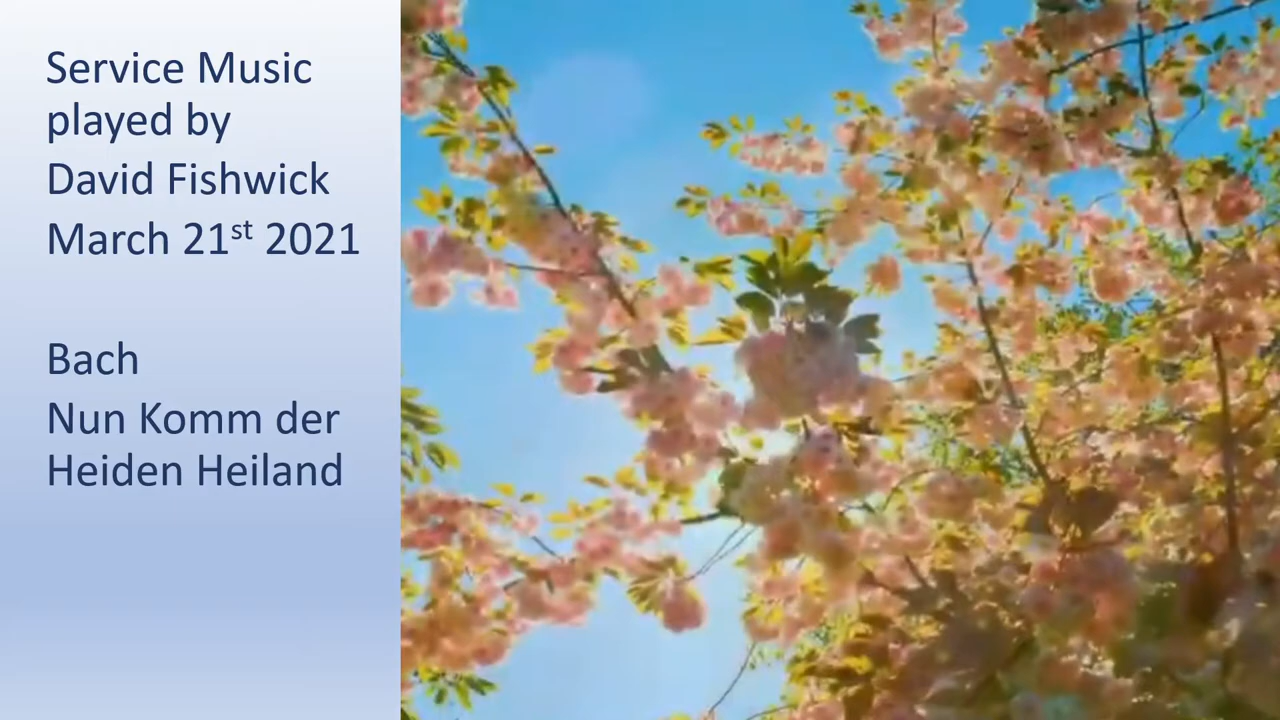 Service Music
played by
David Fishwick
March 21st 2021
Bach
Nun Komm der
Heiden Heiland